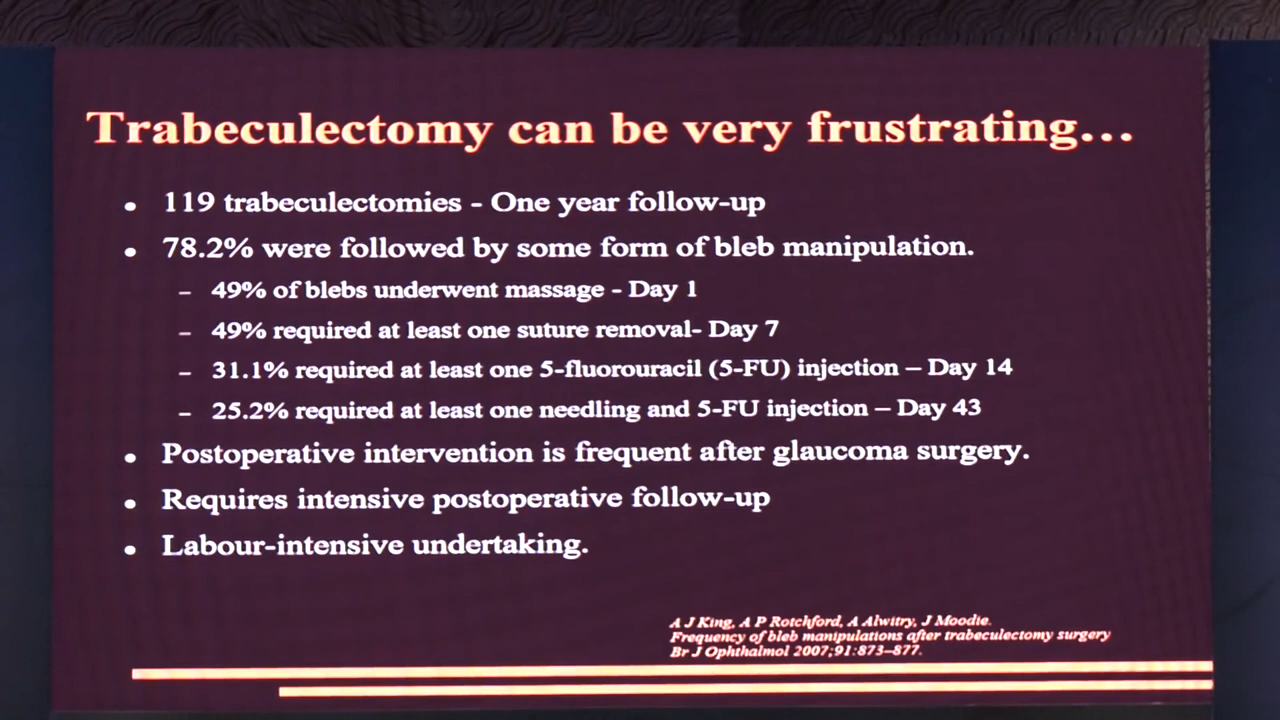 Trabeculectomy can be very frustrating...
• 119 trabeculectomies - One year follow-up
• 78.2% were followed by some form of bleb manipulation.
– 49% of blebs underwent massage - Day 1
– 49% required at least one suture removal- Day 7
– 31.1% required at least one 5-fluorouracil (5-FU) injection – Day 14
– 25.2% required at least one needling and 5-FU injection – Day 43
• Postoperative intervention is frequent after glaucoma surgery.
• Requires intensive postoperative follow-up
• Labour-intensive undertaking.
A J King, A P Rotchford, A Alwitry, J Moodie.
Frequency of bleb manipulations after trabeculectomy surgery
Br J Ophthalmol 2007;91:873–877.